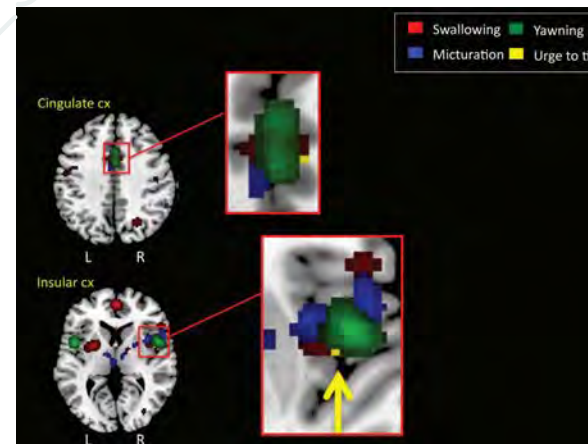 Swallowing Yawning
Micturation Urge to
Cingulate cx
L R
Insular cx
L R